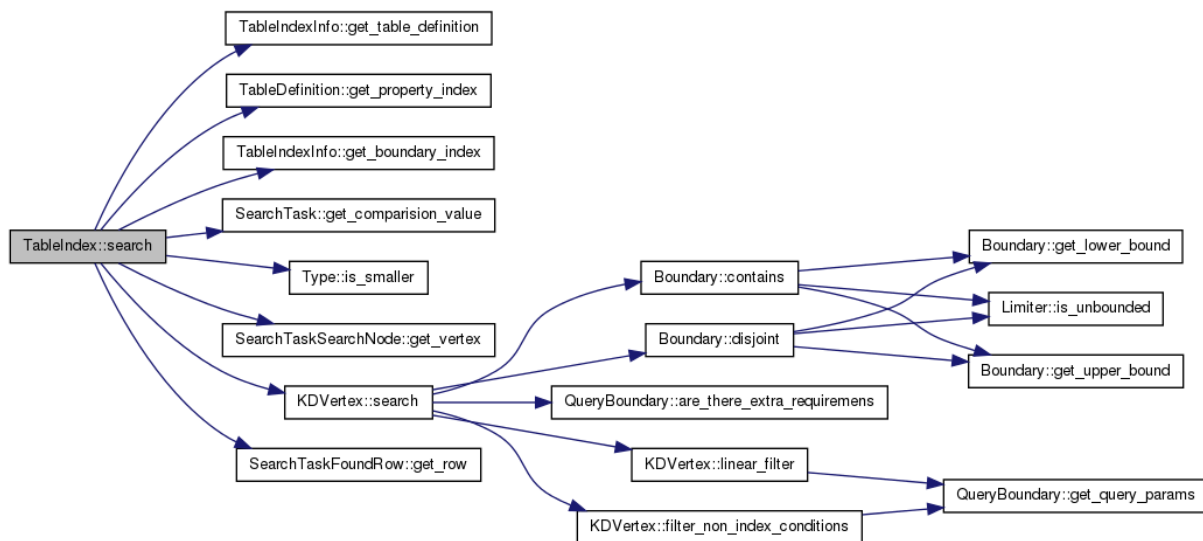 TableIndexInfo::get_table_definition
TableDefinition::get_property_index
TableIndexInfo::get_boundary_index
SearchTask::get_comparision_value
TableIndex::search
Type::is_smaller
SearchTaskSearchNode::get_vertex
KDVertex::search
SearchTaskFoundRow::get_row
Boundary::contains
Boundary::disjoint
QueryBoundary::are_there_extra_requiremens
KDVertex::linear_filter
KDVertex::filter_non_index_conditions
Boundary::get_lower_bound
Limiter::is_unbounded
Boundary::get_upper_bound
QueryBoundary::get_query_params